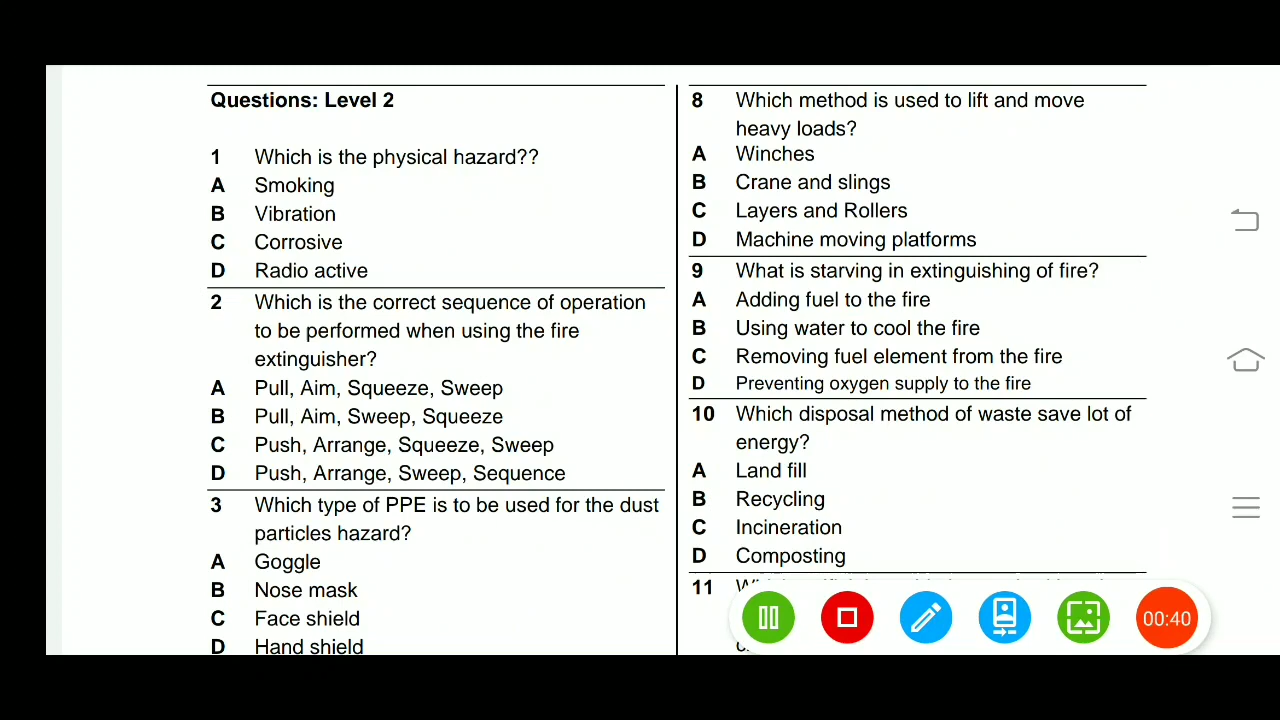 Questions: Level 2
1 Which is the physical hazard??
A Smoking
B Vibration
C Corrosive
D Radio active
2 Which is the correct sequence of operation
to be performed when using the fire
extinguisher?
A Pull, Aim, Squeeze, Sweep
B Pull, Aim, Sweep, Squeeze
C Push, Arrange, Squeeze, Sweep
D Push, Arrange, Sweep, Sequence
3 Which type of PPE is to be used for the dust
particles hazard?
A Goggle
B Nose mask
C Face shield
D Hand shield
8 Which method is used to lift and move
heavy loads?
A Winches
B Crane and slings
C Layers and Rollers
D Machine moving platforms
9 What is starving in extinguishing of fire?
A Adding fuel to the fire
B Using water to cool the fire
C Removing fuel element from the fire
D Preventing oxygen supply to the fire
10 Which disposal method of waste save lot of
energy?
A Land fill
B Recycling
C Incineration
D Composting
11
00:40